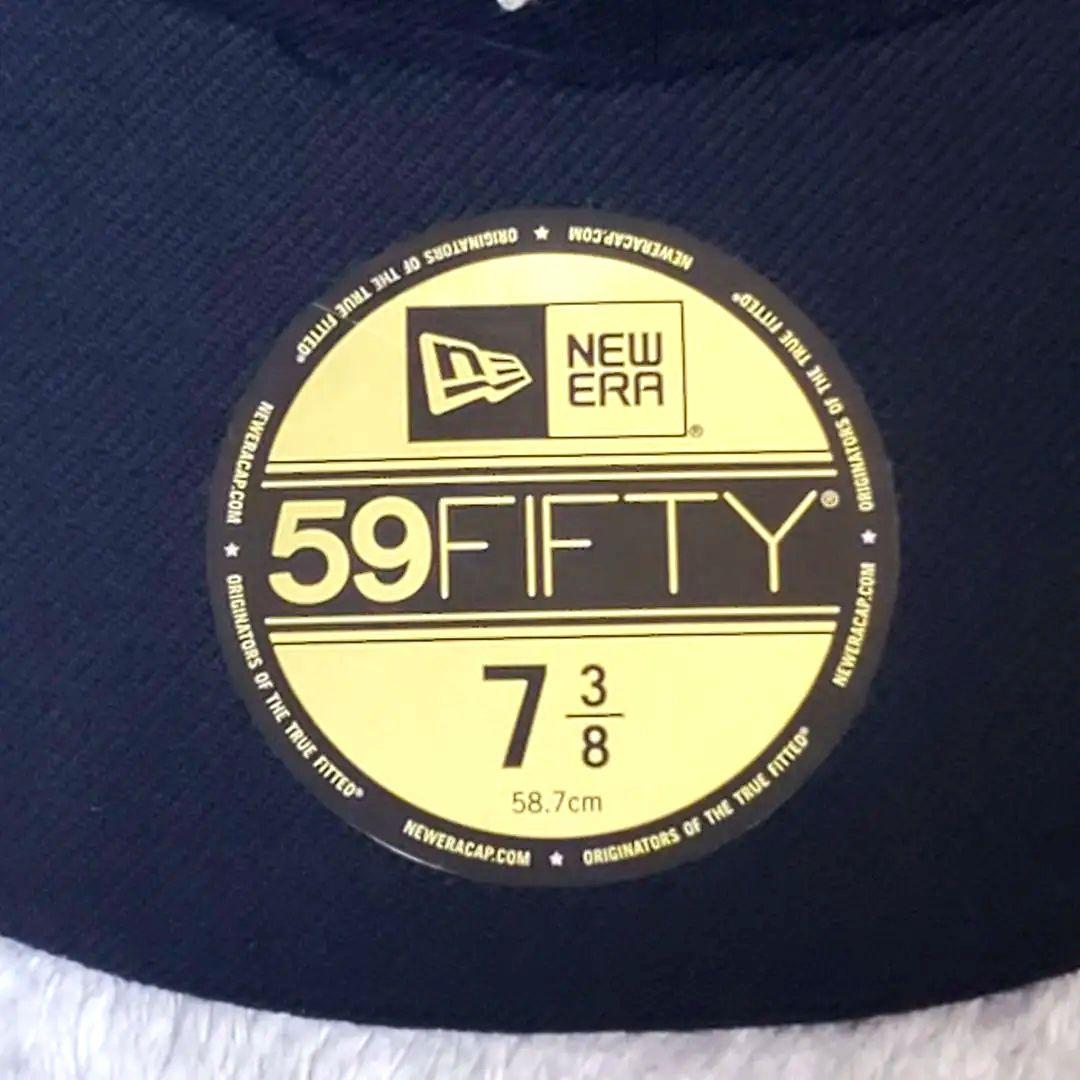 NEW
ERA®
59FIFTY®
7 3/8
58.7cm
ORIGINATORS OF THE TRUE FITTED® ★ NEWERACAP.COM
ORIGINATORS OF THE TRUE FITTED® ★ NEWERACAP.COM
ORIGINATORS OF THE TRUE FITTED® ★ NEWERACAP.COM
ORIGINATORS OF THE TRUE FITTED® ★ NEWERACAP.COM